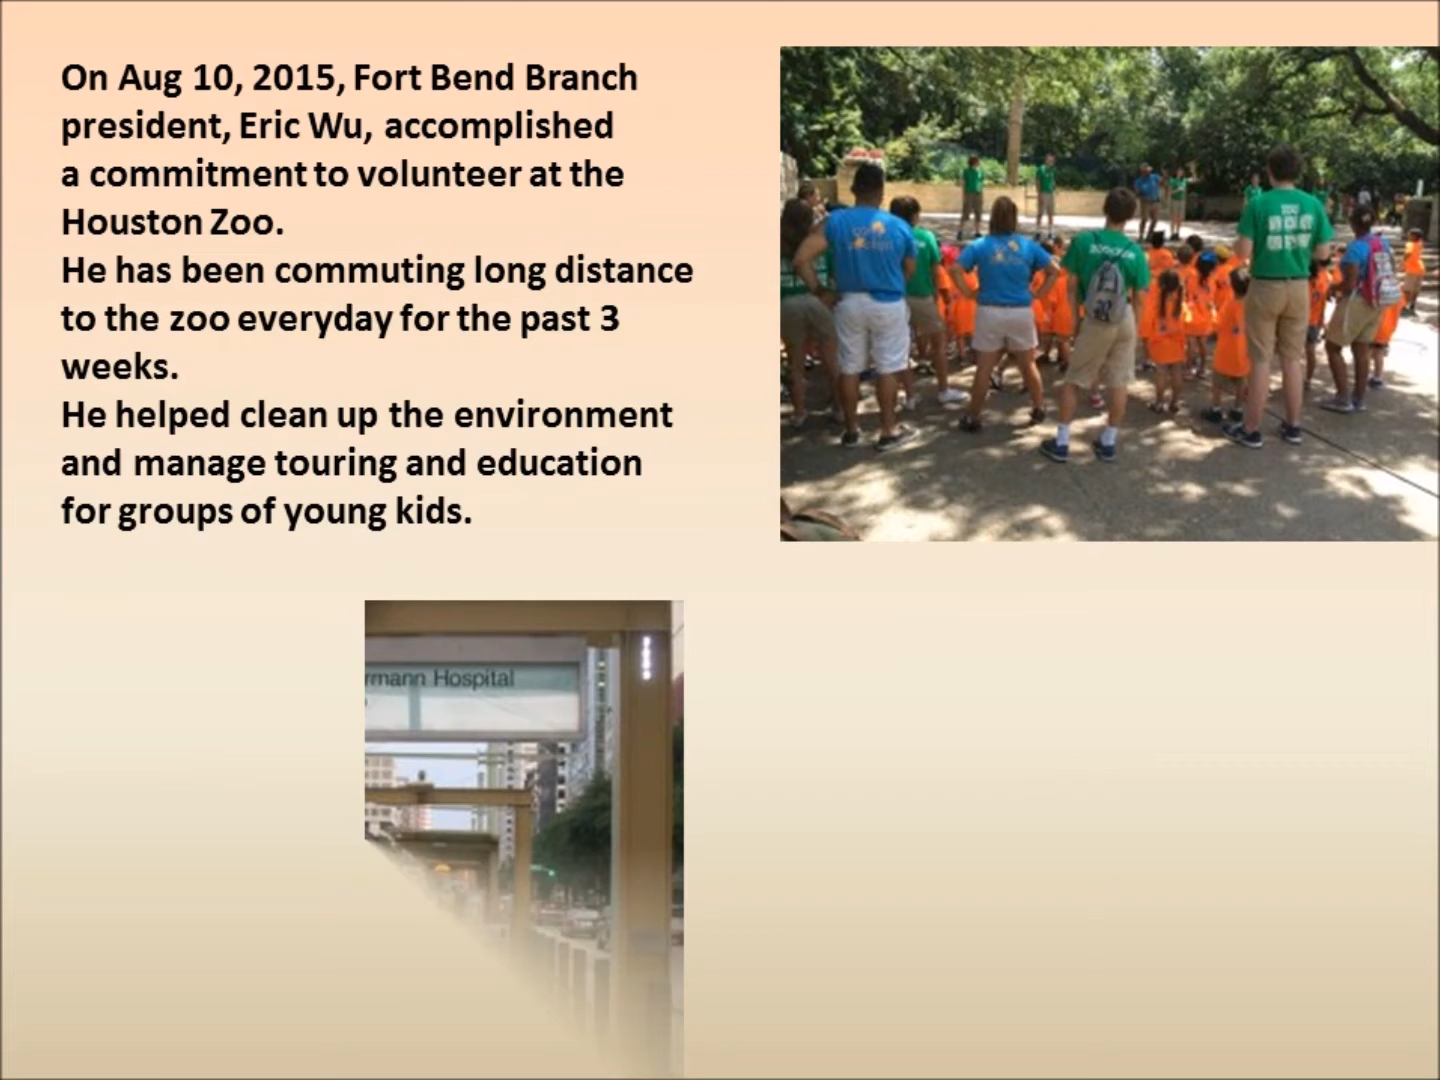 On Aug 10, 2015, Fort Bend Branch
president, Eric Wu, accomplished
a commitment to volunteer at the
Houston Zoo.
He has been commuting long distance
to the zoo everyday for the past 3
weeks.
He helped clean up the environment
and manage touring and education
for groups of young kids.
rmann Hospital